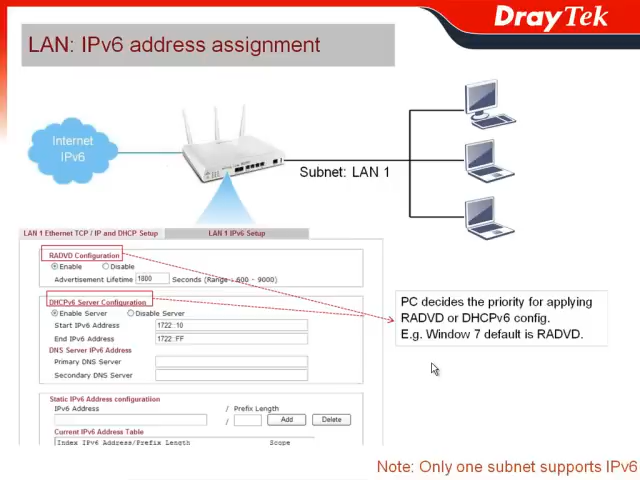 DrayTek
LAN: IPv6 address assignment
Internet
IPv6
Subnet: LAN 1
LAN 1 Ethernet TCP / IP and DHCP Setup
LAN 1 IPv6 Setup
RADVD Configuration
Enable Disable
Advertisement Lifetime 1800 Seconds (Range : 600 - 9000)
DHCPv6 Server Configuration
Enable Server Disable Server
Start IPv6 Address 1722::10
End IPv6 Address 1722::FF
DNS Server IPv6 Address
Primary DNS Server
Secondary DNS Server
PC decides the priority for applying
RADVD or DHCPv6 config.
E.g. Window 7 default is RADVD.
Static IPv6 Address configuratiion
IPv6 Address / Prefix Length
/ Add Delete
Current IPv6 Address Table
Index IPv6 Address/Prefix Length Scope
Note: Only one subnet supports IPv6